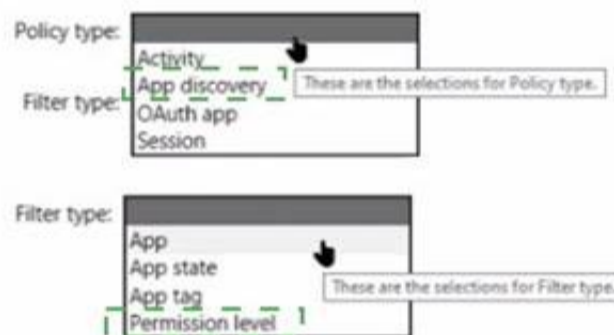 Policy type:
Activity
App discovery
These are the selections for Policy type.
Filter type:
OAuth app
Session
Filter type:
App
App state
These are the selections for Filter type.
App tag
Permission level